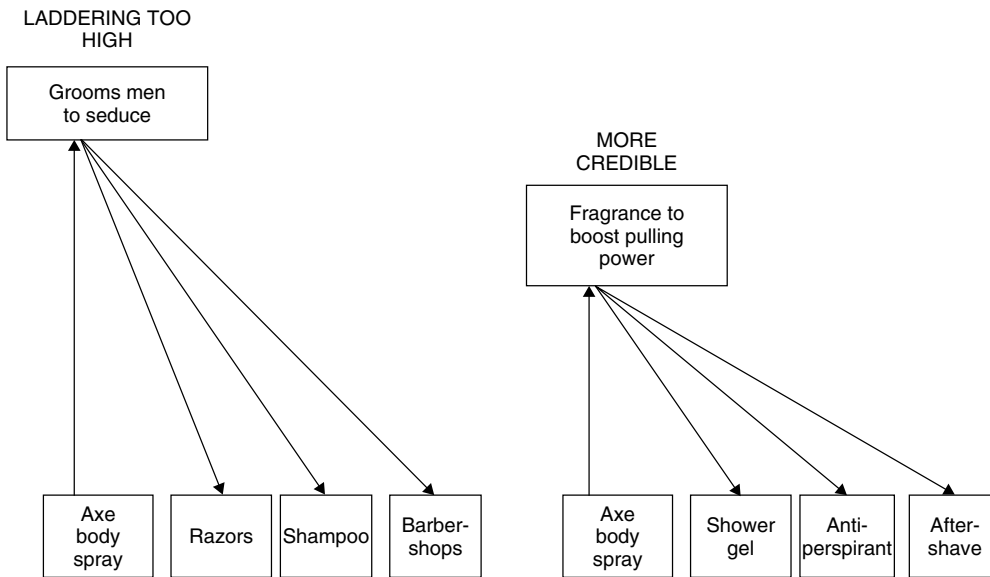 LADDERING TOO
HIGH
Grooms men
to seduce
Axe
body
spray
Razors
Shampoo
Barber-
shops
MORE
CREDIBLE
Fragrance to
boost pulling
power
Axe
body
spray
Shower
gel
Anti-
perspirant
After-
shave